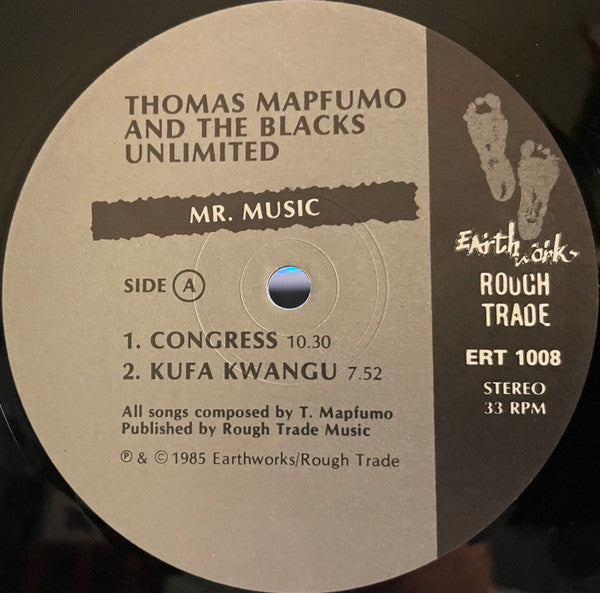 THOMAS MAPFUMO
AND THE BLACKS
UNLIMITED
MR. MUSIC
SIDE A
1. CONGRESS 10.30
2. KUFA KWANGU 7.52
All songs composed by T. Mapfumo
Published by Rough Trade Music
℗ & © 1985 Earthworks/Rough Trade
Earthworks
ROUGH
TRADE
ERT 1008
STEREO
33 RPM